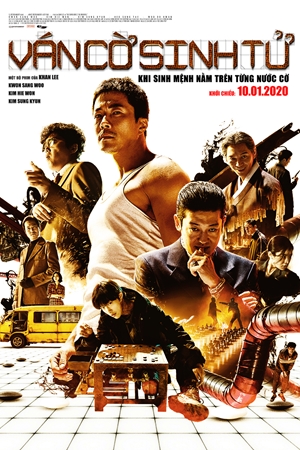 VÁN CỜ SINH TỬ
KHI SINH MỆNH NẰM TRÊN TỪNG NƯỚC CỜ
MỘT BỘ PHIM CỦA KHAN LEE
KWON SANG WOO
KIM HEE WON
KIM SUNG KYUN
KHỞI CHIẾU: 10.01.2020